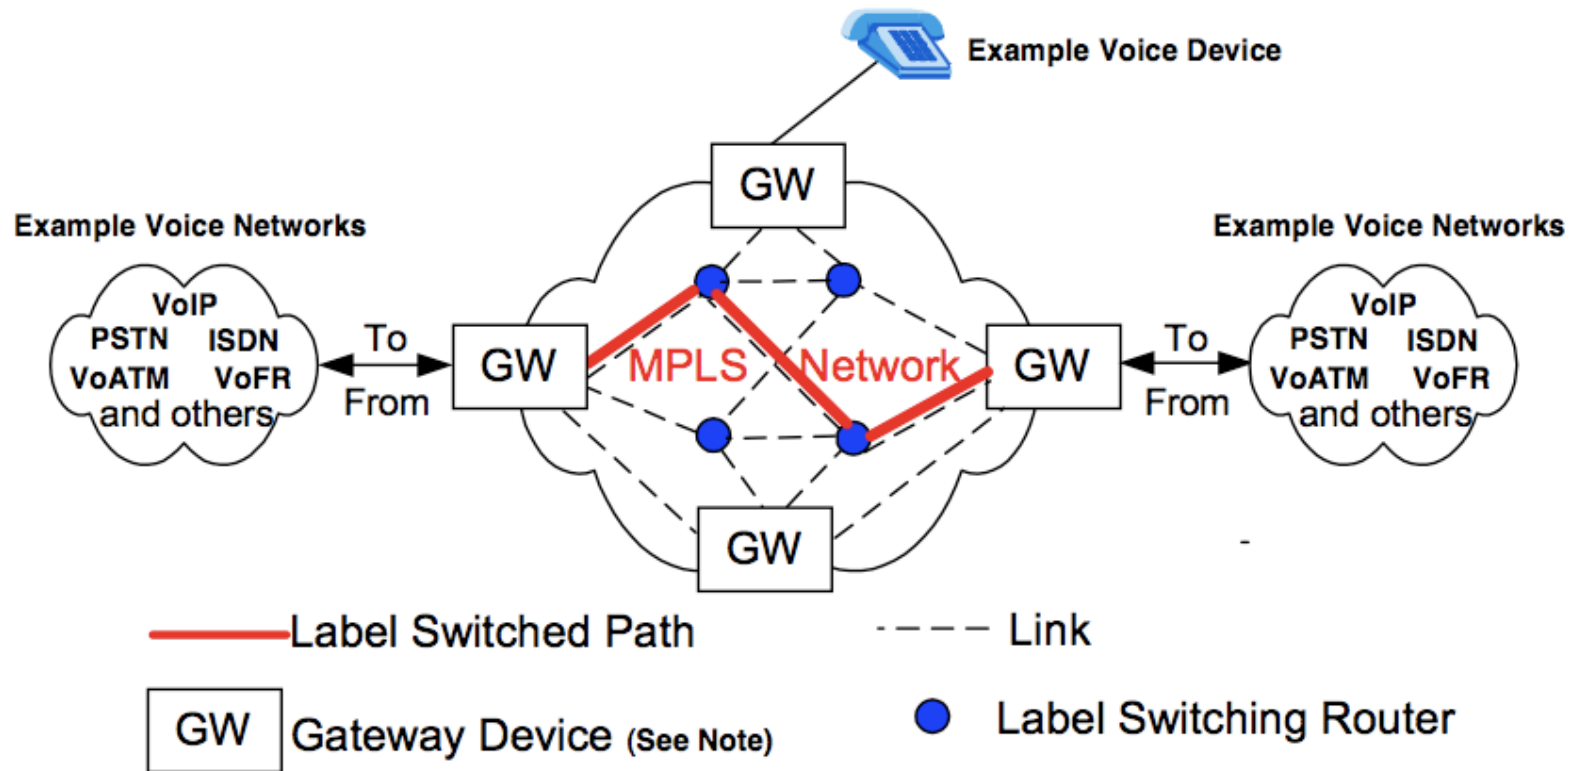 Example Voice Device
GW
Example Voice Networks
Example Voice Networks
VoIP
PSTN ISDN
VoATM VoFR
and others
To
From
GW
MPLS Network
GW
To
From
VoIP
PSTN ISDN
VoATM VoFR
and others
GW
Label Switched Path
Link
GW
Gateway Device (See Note)
Label Switching Router